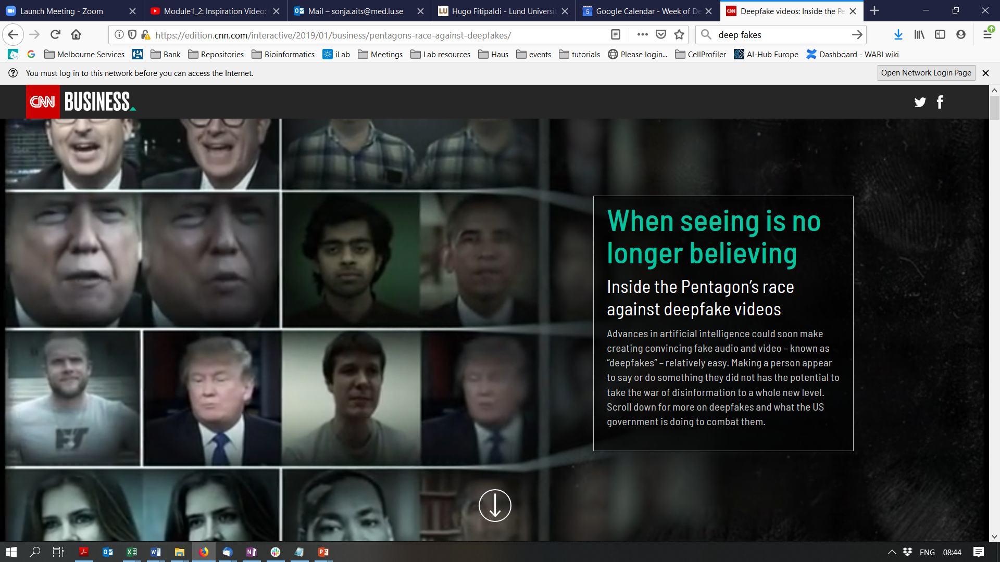 Launch Meeting - Zoom
Module1_2: Inspiration Video:
Mail – sonja.aits@med.lu.se
LU
Hugo Fitipaldi - Lund Universit
5
Google Calendar - Week of De
CNN
Deepfake videos: Inside the Pe
https://edition.cnn.com/interactive/2019/01/business/pentagons-race-against-deepfakes/
deep fakes
Melbourne Services
Bank
Repositories
Bioinformatics
iLab
Meetings
Lab resources
Haus
events
tutorials
Please login...
CellProfiler
AI-Hub Europe
Dashboard - WABI wiki
You must log in to this network before you can access the Internet.
Open Network Login Page
CNN BUSINESS
When seeing is no
longer believing
Inside the Pentagon’s race
against deepfake videos
Advances in artificial intelligence could soon make
creating convincing fake audio and video – known as
“deepfakes” – relatively easy. Making a person appear
to say or do something they did not has the potential to
take the war of disinformation to a whole new level.
Scroll down for more on deepfakes and what the US
government is doing to combat them.
ENG
08:44